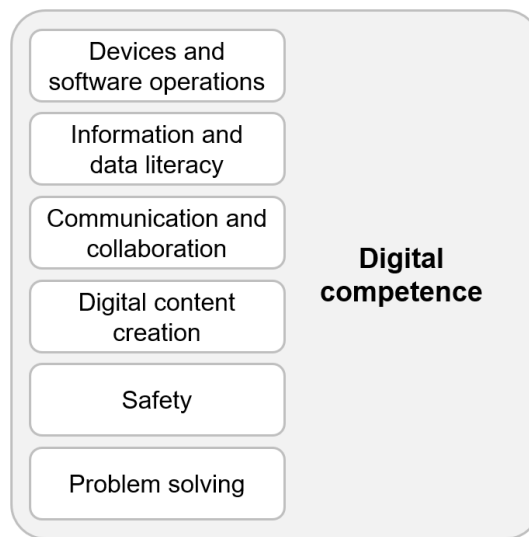 Devices and
software operations
Information and
data literacy
Communication and
collaboration
Digital content
creation
Safety
Problem solving
Digital
competence